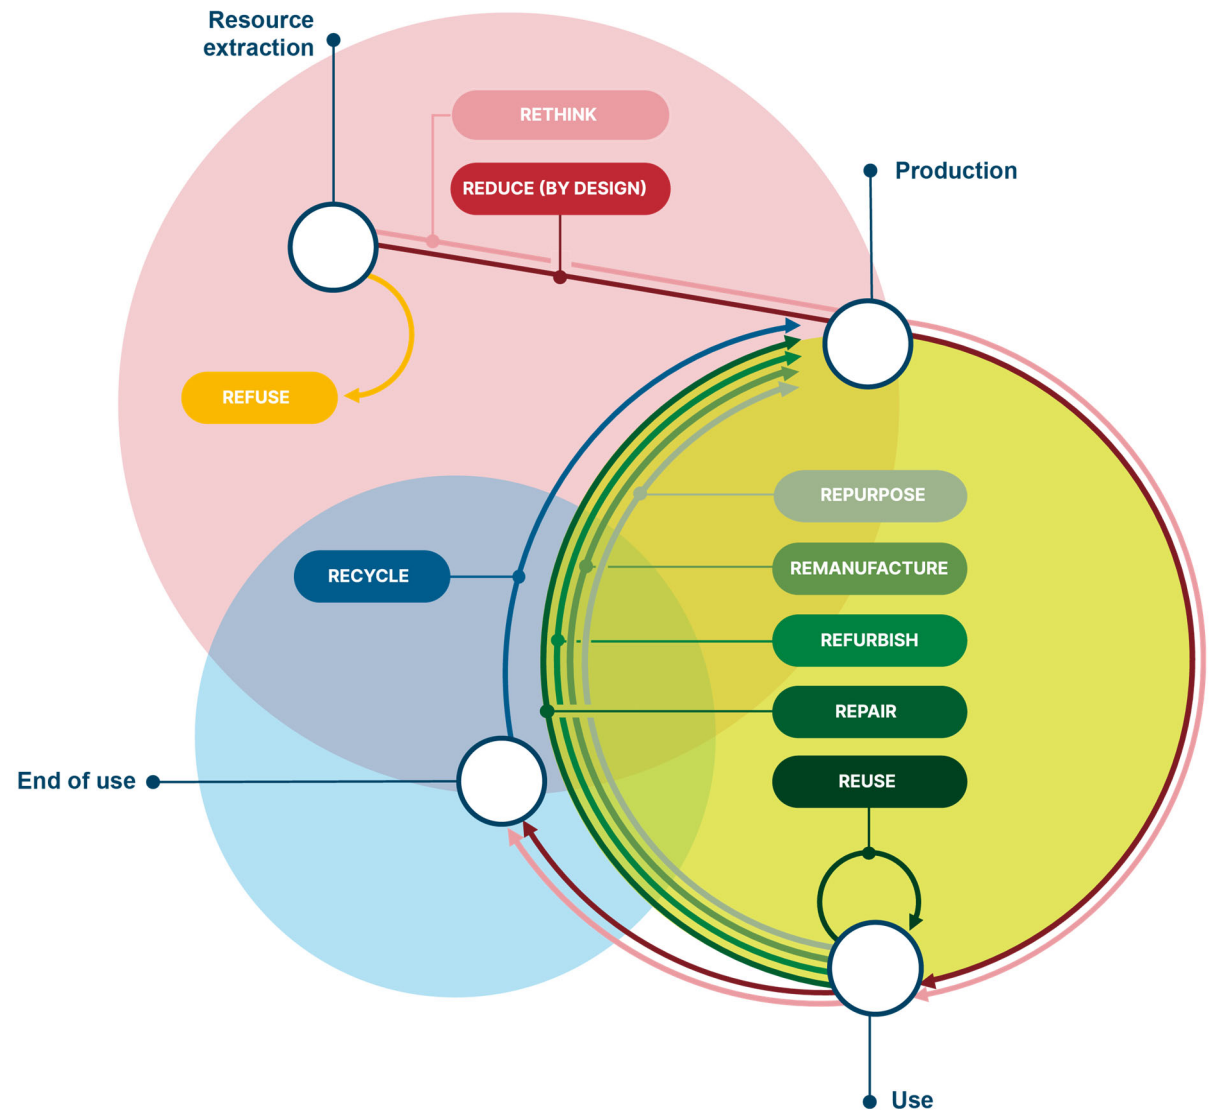 Resource
extraction
RETHINK
REDUCE (BY DESIGN)
Production
REFUSE
REPURPOSE
RECYCLE
REMANUFACTURE
REFURBISH
REPAIR
End of use
REUSE
Use